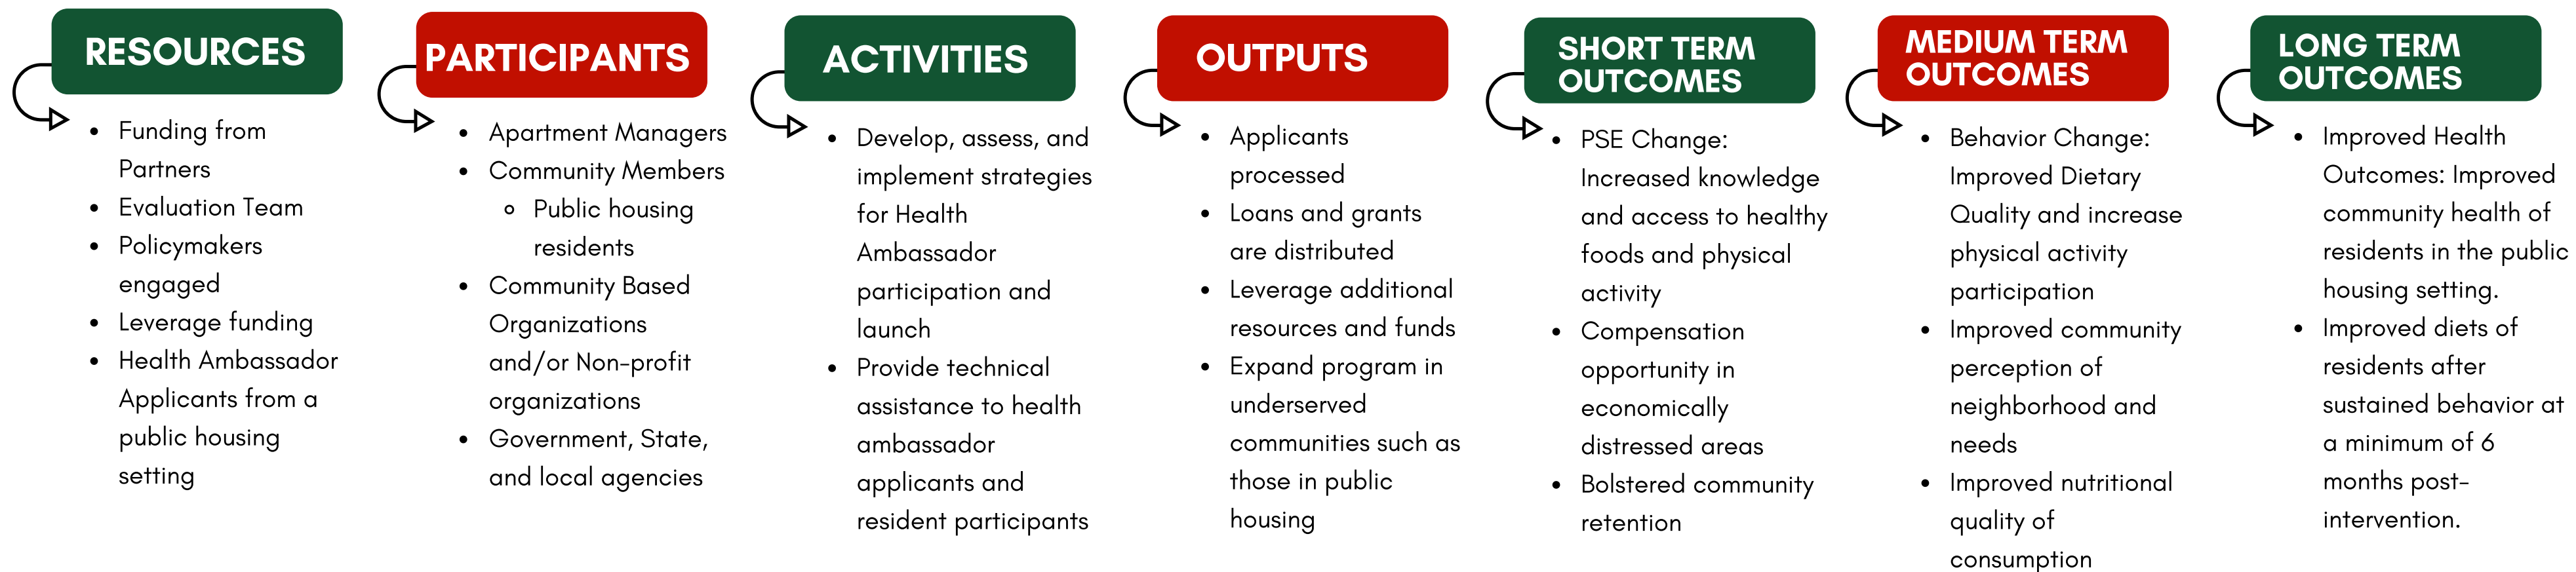 RESOURCES
Funding from
Partners
Evaluation Team
Policymakers
engaged
Leverage funding
Health Ambassador
Applicants from a
public housing
setting
PARTICIPANTS
Apartment Managers
Community Members
Public housing
residents
Community Based
Organizations
and/or Non-profit
organizations
Government, State,
and local agencies
ACTIVITIES
Develop, assess, and
implement strategies
for Health
Ambassador
participation and
launch
Provide technical
assistance to health
ambassador
applicants and
resident participants
OUTPUTS
Applicants
processed
Loans and grants
are distributed
Leverage additional
resources and funds
Expand program in
underserved
communities such as
those in public
housing
SHORT TERM
OUTCOMES
PSE Change:
Increased knowledge
and access to healthy
foods and physical
activity
Compensation
opportunity in
economically
distressed areas
Bolstered community
retention
MEDIUM TERM
OUTCOMES
Behavior Change:
Improved Dietary
Quality and increase
physical activity
participation
Improved community
perception of
neighborhood and
needs
Improved nutritional
quality of
consumption
LONG TERM
OUTCOMES
Improved Health
Outcomes: Improved
community health of
residents in the public
housing setting.
Improved diets of
residents after
sustained behavior at
a minimum of 6
months post-
intervention.